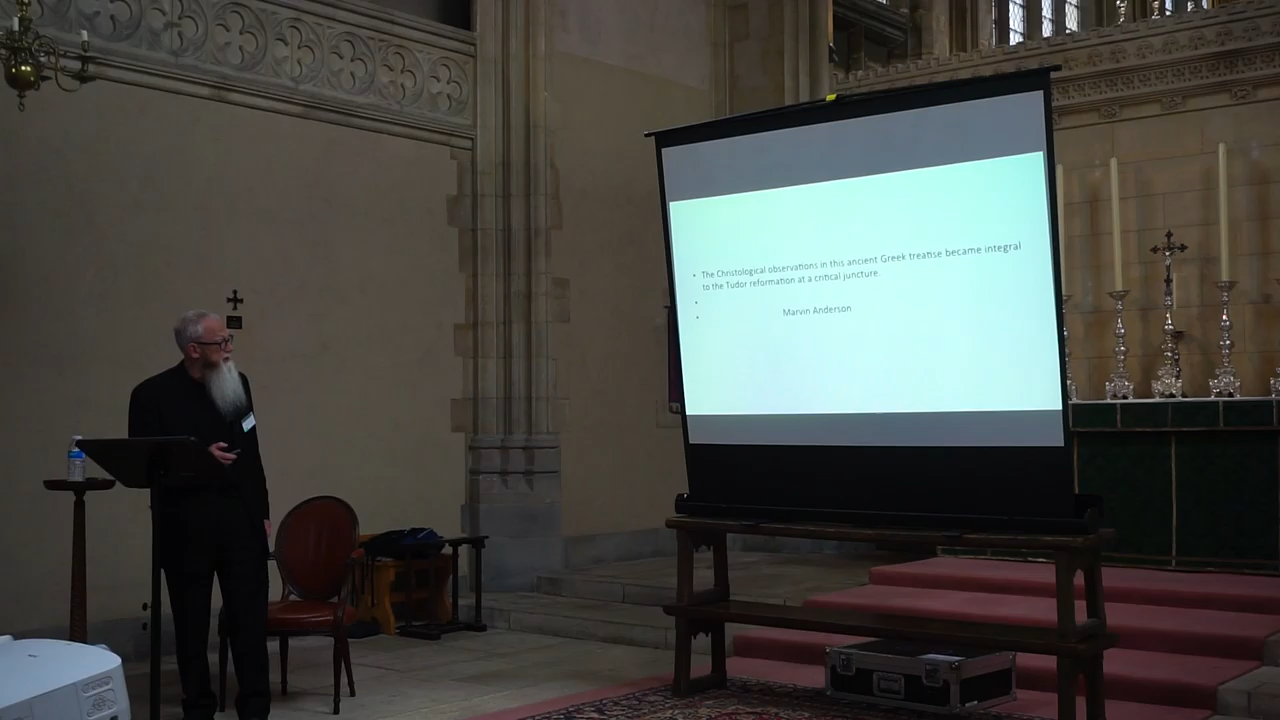 • The Christological observations in this ancient Greek treatise became integral
to the Tudor reformation at a critical juncture.
•
• Marvin Anderson